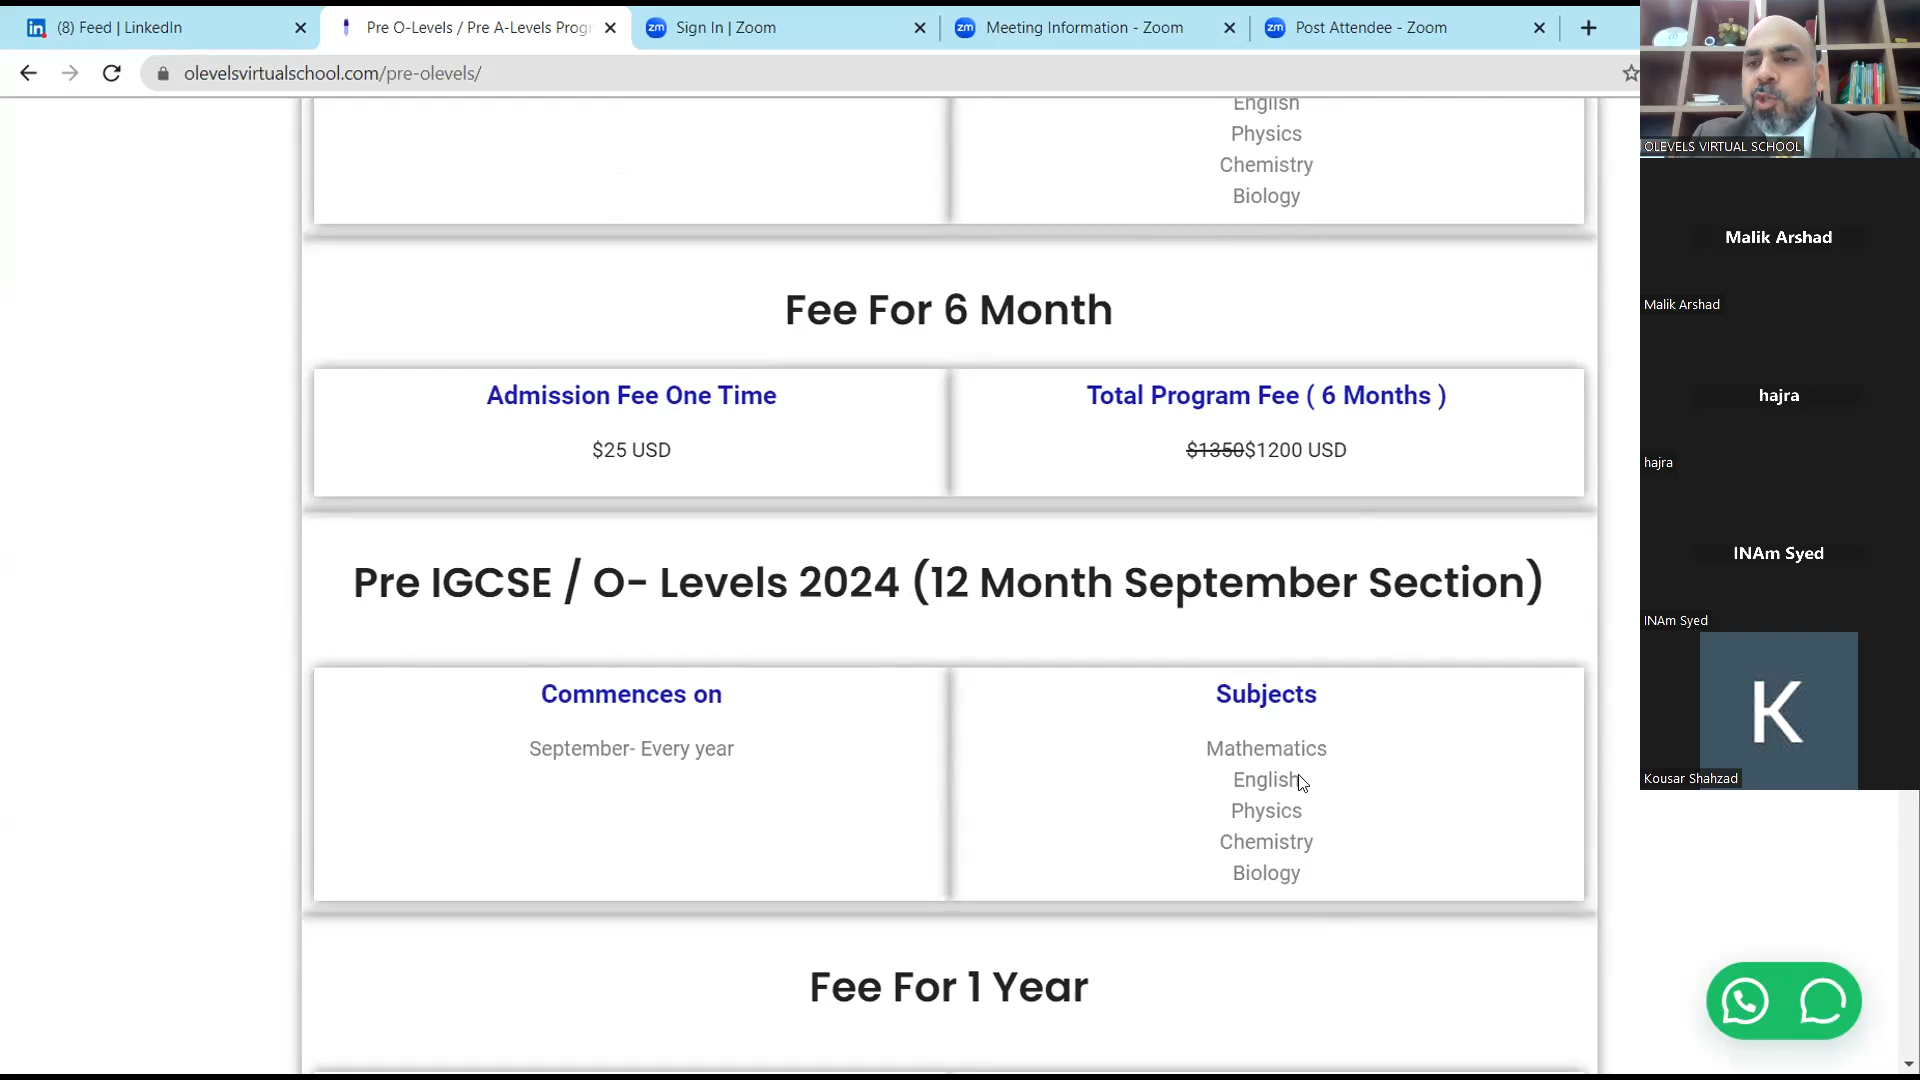 (8) Feed | LinkedIn
Pre O-Levels / Pre A-Levels Progr
Sign In | Zoom
Meeting Information - Zoom
Post Attendee - Zoom
olevelsvirtualschool.com/pre-olevels/
English
Physics
Chemistry
Biology
Fee For 6 Month
Admission Fee One Time
$25 USD
Total Program Fee ( 6 Months )
$1350$1200 USD
Pre IGCSE / O- Levels 2024 (12 Month September Section)
Commences on
September- Every year
Subjects
Mathematics
English
Physics
Chemistry
Biology
Fee For 1 Year
OLEVELS VIRTUAL SCHOOL
Malik Arshad
Malik Arshad
hajra
hajra
INAm Syed
INAm Syed
K
Kousar Shahzad